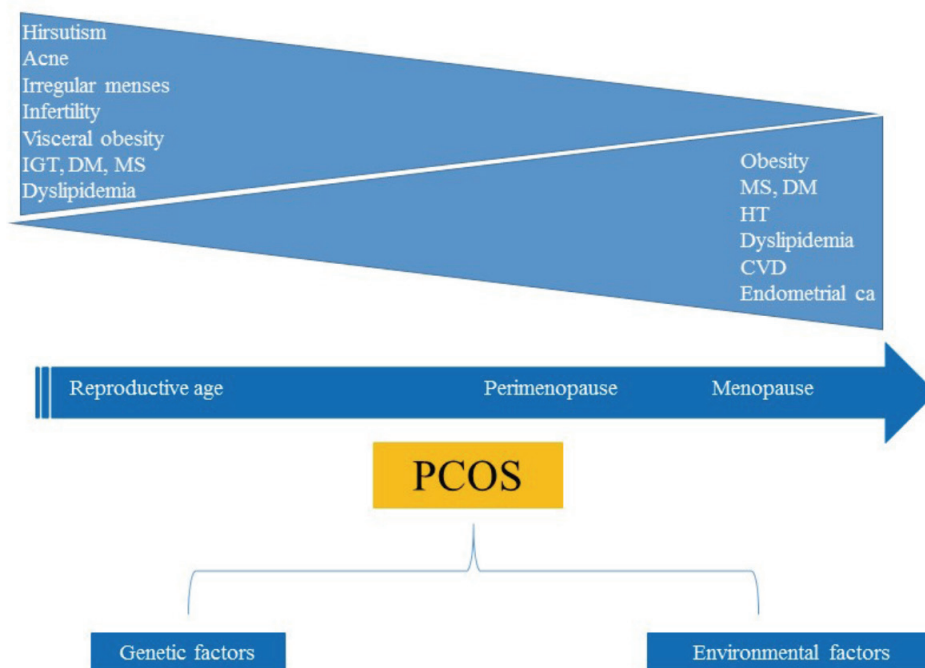 Hirsutism
Acne
Irregular menses
Infertility
Visceral obesity
IGT, DM, MS
Dyslipidemia
Obesity
MS, DM
HT
Dyslipidemia
CVD
Endometrial ca
Reproductive age
Perimenopause
Menopause
PCOS
Genetic factors
Environmental factors